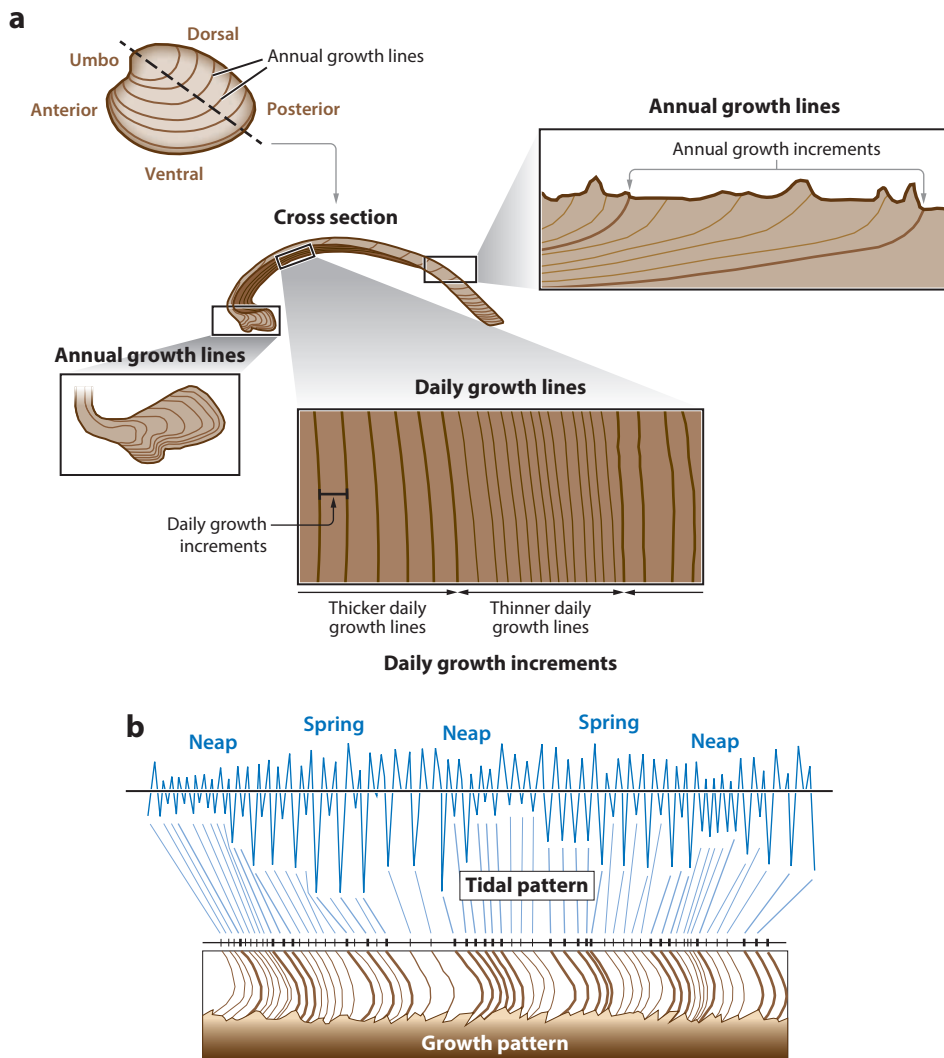 a
Dorsal
Umbo
Annual growth lines
Anterior
Posterior
Ventral
Annual growth lines
Annual growth increments
Cross section
Annual growth lines
Daily growth lines
Daily growth
increments
Thicker daily
growth lines
Thinner daily
growth lines
Daily growth increments
b
Neap
Spring
Neap
Spring
Neap
Tidal pattern
Growth pattern